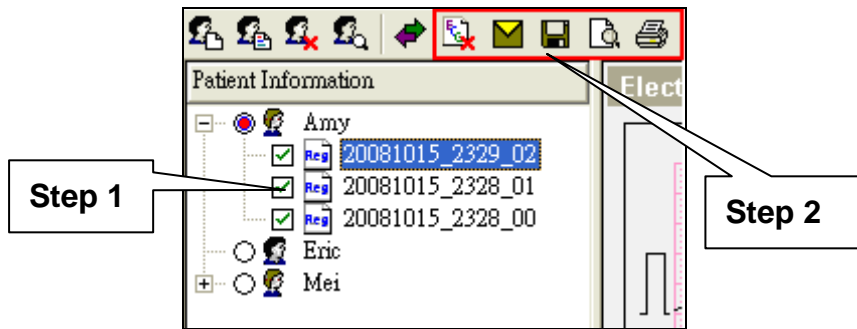 Patient Information
Elect
Amy
Reg 20081015_2329_02
Reg 20081015_2328_01
Reg 20081015_2328_00
Eric
Mei
Step 1
Step 2